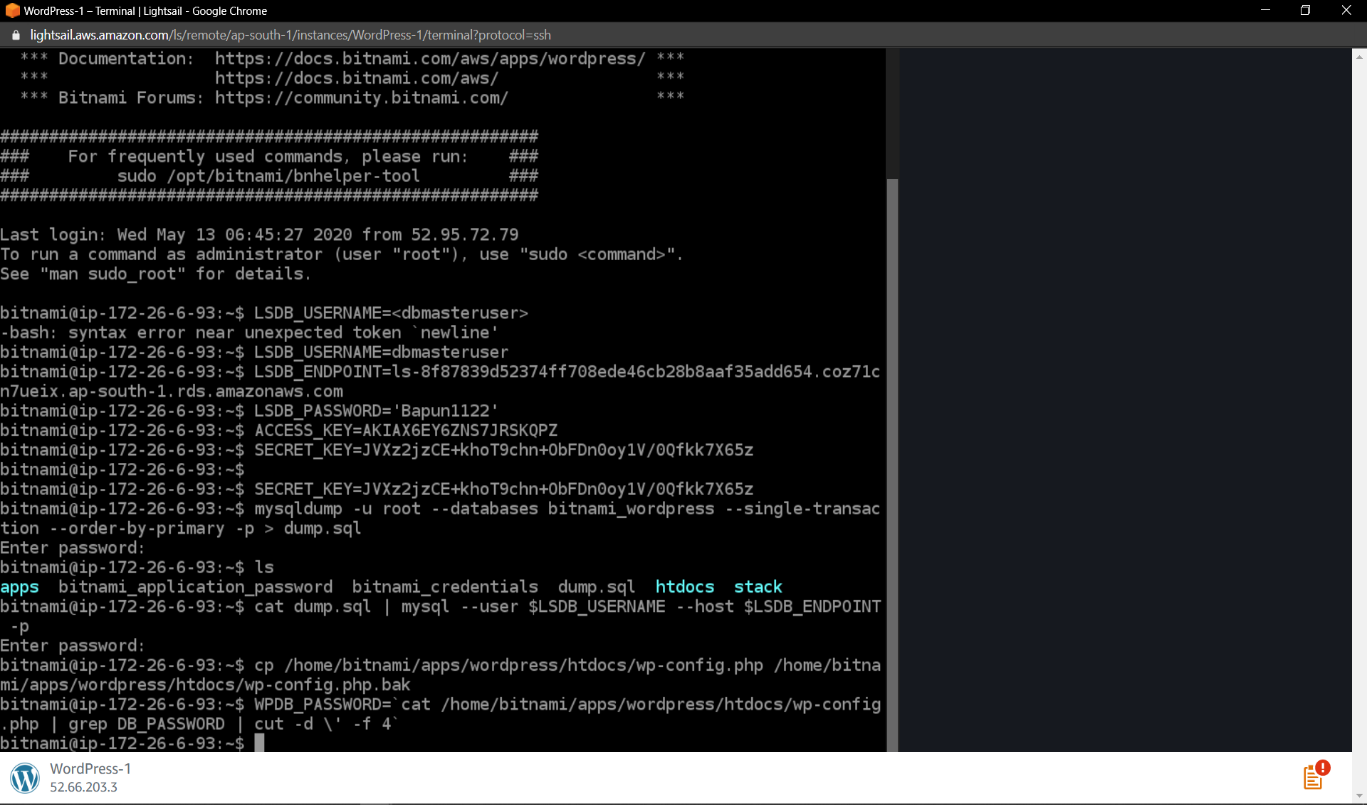 WordPress-1 – Terminal | Lightsail - Google Chrome
lightsail.aws.amazon.com/ls/remote/ap-south-1/instances/WordPress-1/terminal?protocol=ssh
*** Documentation: https://docs.bitnami.com/aws/apps/wordpress/ ***
*** https://docs.bitnami.com/aws/ ***
*** Bitnami Forums: https://community.bitnami.com/ ***
#######################################################
### For frequently used commands, please run: ###
### sudo /opt/bitnami/bnhelper-tool ###
#######################################################
Last login: Wed May 13 06:45:27 2020 from 52.95.72.79
To run a command as administrator (user "root"), use "sudo <command>".
See "man sudo_root" for details.
bitnami@ip-172-26-6-93:~$ LSDB_USERNAME=<dbmasteruser>
-bash: syntax error near unexpected token `newline'
bitnami@ip-172-26-6-93:~$ LSDB_USERNAME=dbmasteruser
bitnami@ip-172-26-6-93:~$ LSDB_ENDPOINT=ls-8f87839d52374ff708ede46cb28b8aaf35add654.coz71c
n7ueix.ap-south-1.rds.amazonaws.com
bitnami@ip-172-26-6-93:~$ LSDB_PASSWORD='Bapun1122'
bitnami@ip-172-26-6-93:~$ ACCESS_KEY=AKIAX6EY6ZNS7JRSKQPZ
bitnami@ip-172-26-6-93:~$ SECRET_KEY=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
bitnami@ip-172-26-6-93:~$
bitnami@ip-172-26-6-93:~$ SECRET_KEY=JVXz2jzCE+khoT9chn+ObFDn0oy1V/0Qfkk7X65z
bitnami@ip-172-26-6-93:~$ mysqldump -u root --databases bitnami_wordpress --single-transac
tion --order-by-primary -p > dump.sql
Enter password:
bitnami@ip-172-26-6-93:~$ ls
apps bitnami_application_password bitnami_credentials dump.sql htdocs stack
bitnami@ip-172-26-6-93:~$ cat dump.sql | mysql --user $LSDB_USERNAME --host $LSDB_ENDPOINT
-p
Enter password:
bitnami@ip-172-26-6-93:~$ cp /home/bitnami/apps/wordpress/htdocs/wp-config.php /home/bitna
mi/apps/wordpress/htdocs/wp-config.php.bak
bitnami@ip-172-26-6-93:~$ WPDB_PASSWORD=`cat /home/bitnami/apps/wordpress/htdocs/wp-config
.php | grep DB_PASSWORD | cut -d \' -f 4`
bitnami@ip-172-26-6-93:~$
WordPress-1
52.66.203.3